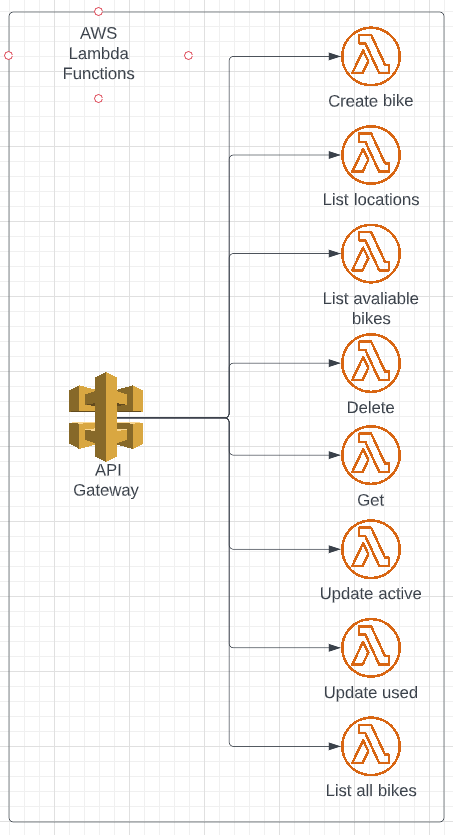 AWS
Lambda
Functions
Create bike
List locations
List avaliable
bikes
Delete
API
Gateway
Get
Update active
Update used
List all bikes